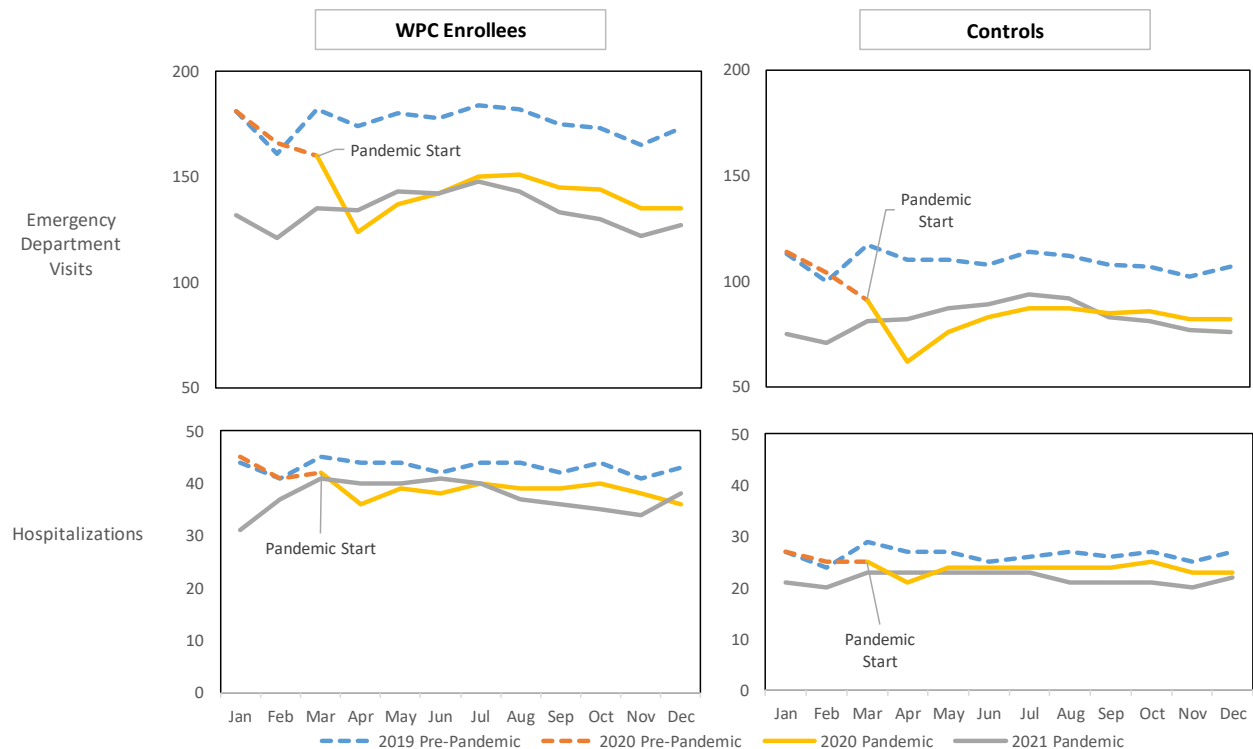 WPC Enrollees
Controls
Emergency
Department
Visits
200
150
100
50
Pandemic Start
200
150
100
50
Pandemic
Start
Hospitalizations
50
40
30
20
10
0
Pandemic Start
Jan Feb Mar Apr May Jun Jul Aug Sep Oct Nov Dec
50
40
30
20
10
0
Pandemic
Start
Jan Feb Mar Apr May Jun Jul Aug Sep Oct Nov Dec
2019 Pre-Pandemic 2020 Pre-Pandemic 2020 Pandemic 2021 Pandemic